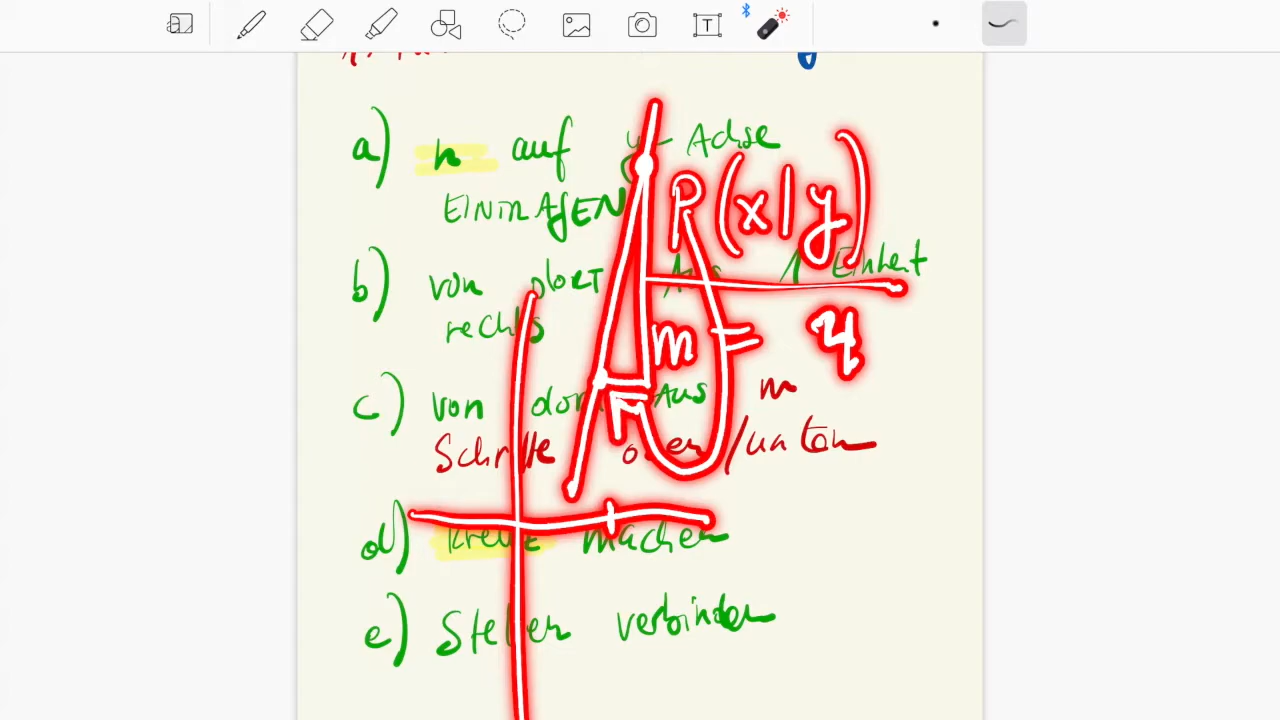 a) n auf y-Achse
EINTRAGEN
P(x|y)
b) von dort Aus 1 Einheit
rechts
m = 4
c) von dort Aus m
Schritte oben/unten
d) Kreuz machen
e) Stellen verbinden